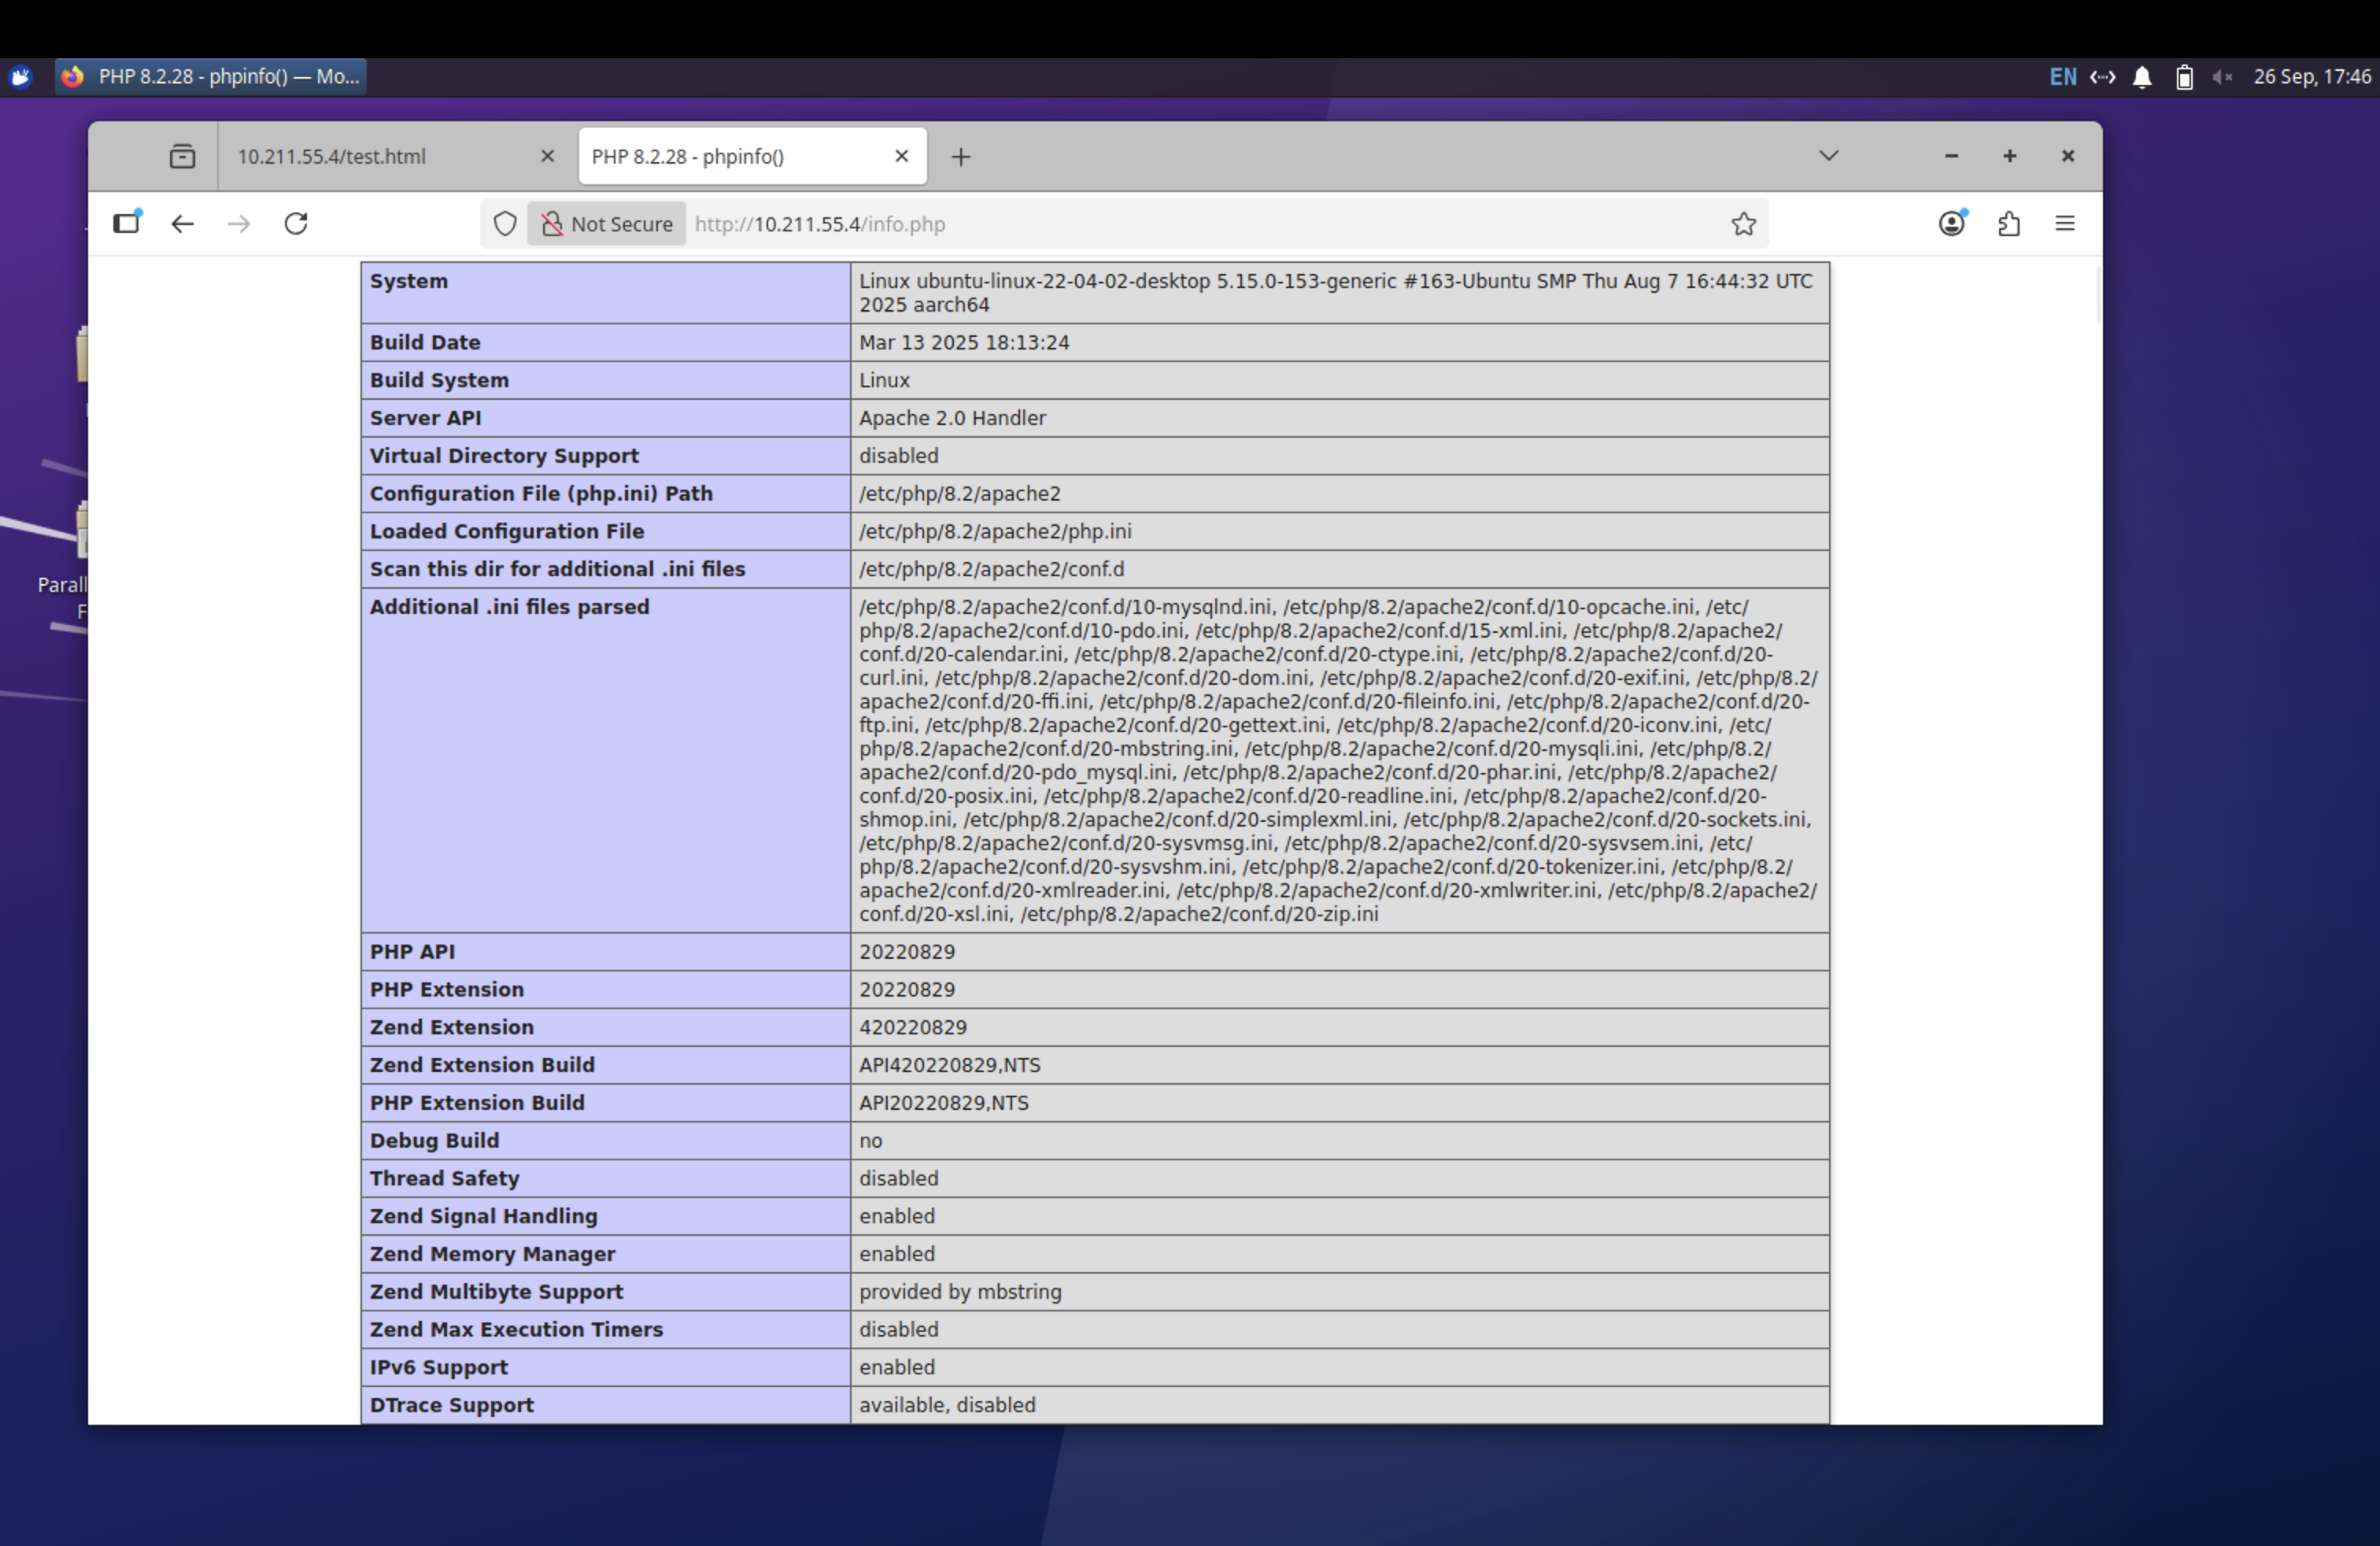 PHP 8.2.28 - phpinfo() — Mo...
EN
26 Sep, 17:46
10.211.55.4/test.html
PHP 8.2.28 - phpinfo()
Not Secure
http://10.211.55.4/info.php
System
Linux ubuntu-linux-22-04-02-desktop 5.15.0-153-generic #163-Ubuntu SMP Thu Aug 7 16:44:32 UTC
2025 aarch64
Build Date
Mar 13 2025 18:13:24
Build System
Linux
Server API
Apache 2.0 Handler
Virtual Directory Support
disabled
Configuration File (php.ini) Path
/etc/php/8.2/apache2
Loaded Configuration File
/etc/php/8.2/apache2/php.ini
Scan this dir for additional .ini files
/etc/php/8.2/apache2/conf.d
Additional .ini files parsed
/etc/php/8.2/apache2/conf.d/10-mysqlnd.ini, /etc/php/8.2/apache2/conf.d/10-opcache.ini, /etc/
php/8.2/apache2/conf.d/10-pdo.ini, /etc/php/8.2/apache2/conf.d/15-xml.ini, /etc/php/8.2/apache2/
conf.d/20-calendar.ini, /etc/php/8.2/apache2/conf.d/20-ctype.ini, /etc/php/8.2/apache2/conf.d/20-
curl.ini, /etc/php/8.2/apache2/conf.d/20-dom.ini, /etc/php/8.2/apache2/conf.d/20-exif.ini, /etc/php/8.2/
apache2/conf.d/20-ffi.ini, /etc/php/8.2/apache2/conf.d/20-fileinfo.ini, /etc/php/8.2/apache2/conf.d/20-
ftp.ini, /etc/php/8.2/apache2/conf.d/20-gettext.ini, /etc/php/8.2/apache2/conf.d/20-iconv.ini, /etc/
php/8.2/apache2/conf.d/20-mbstring.ini, /etc/php/8.2/apache2/conf.d/20-mysqli.ini, /etc/php/8.2/
apache2/conf.d/20-pdo_mysql.ini, /etc/php/8.2/apache2/conf.d/20-phar.ini, /etc/php/8.2/apache2/
conf.d/20-posix.ini, /etc/php/8.2/apache2/conf.d/20-readline.ini, /etc/php/8.2/apache2/conf.d/20-
shmop.ini, /etc/php/8.2/apache2/conf.d/20-simplexml.ini, /etc/php/8.2/apache2/conf.d/20-sockets.ini,
/etc/php/8.2/apache2/conf.d/20-sysvmsg.ini, /etc/php/8.2/apache2/conf.d/20-sysvsem.ini, /etc/
php/8.2/apache2/conf.d/20-sysvshm.ini, /etc/php/8.2/apache2/conf.d/20-tokenizer.ini, /etc/php/8.2/
apache2/conf.d/20-xmlreader.ini, /etc/php/8.2/apache2/conf.d/20-xmlwriter.ini, /etc/php/8.2/apache2/
conf.d/20-xsl.ini, /etc/php/8.2/apache2/conf.d/20-zip.ini
PHP API
20220829
PHP Extension
20220829
Zend Extension
420220829
Zend Extension Build
API420220829,NTS
PHP Extension Build
API20220829,NTS
Debug Build
no
Thread Safety
disabled
Zend Signal Handling
enabled
Zend Memory Manager
enabled
Zend Multibyte Support
provided by mbstring
Zend Max Execution Timers
disabled
IPv6 Support
enabled
DTrace Support
available, disabled
Parall
F